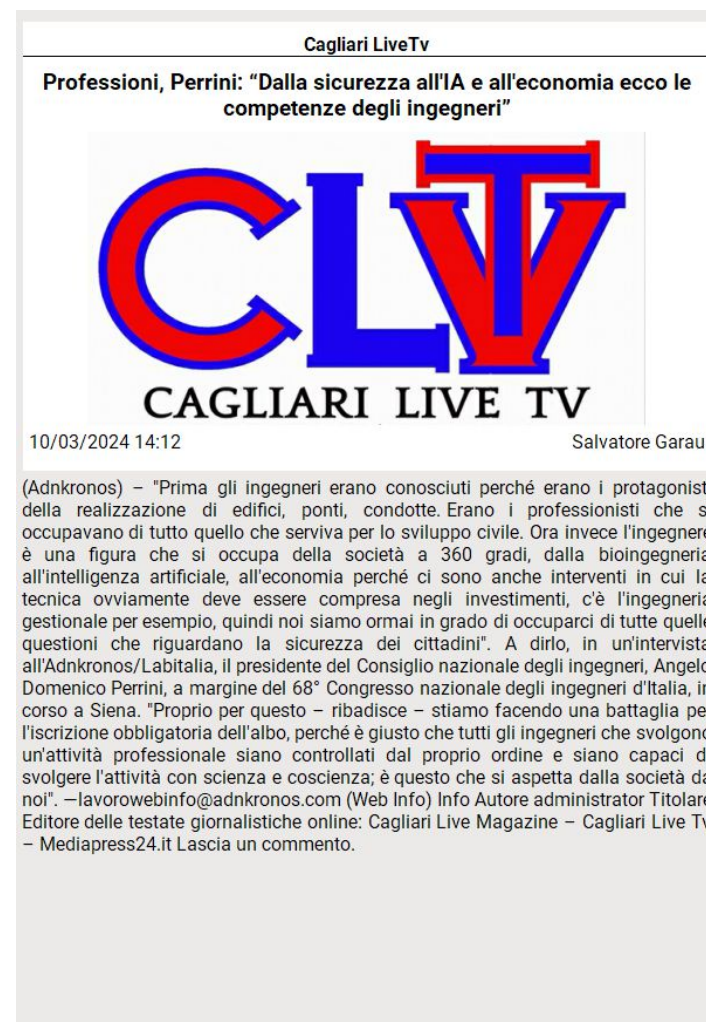 Cagliari LiveTv
Professioni, Perrini: “Dalla sicurezza all'IA e all'economia ecco le
competenze degli ingegneri”
CLTV
CAGLIARI LIVE TV
10/03/2024 14:12 Salvatore Garau
(Adnkronos) – "Prima gli ingegneri erano conosciuti perché erano i protagonist
della realizzazione di edifici, ponti, condotte. Erano i professionisti che s
occupavano di tutto quello che serviva per lo sviluppo civile. Ora invece l'ingegnere
è una figura che si occupa della società a 360 gradi, dalla bioingegneria
all'intelligenza artificiale, all'economia perché ci sono anche interventi in cui la
tecnica ovviamente deve essere compresa negli investimenti, c'è l'ingegneria
gestionale per esempio, quindi noi siamo ormai in grado di occuparci di tutte quelle
questioni che riguardano la sicurezza dei cittadini". A dirlo, in un'intervista
all'Adnkronos/Labitalia, il presidente del Consiglio nazionale degli ingegneri, Angelo
Domenico Perrini, a margine del 68° Congresso nazionale degli ingegneri d'Italia, in
corso a Siena. "Proprio per questo – ribadisce – stiamo facendo una battaglia pe
l'iscrizione obbligatoria dell'albo, perché è giusto che tutti gli ingegneri che svolgono
un'attività professionale siano controllati dal proprio ordine e siano capaci d
svolgere l'attività con scienza e coscienza; è questo che si aspetta dalla società da
noi". —lavorowebinfo@adnkronos.com (Web Info) Info Autore administrator Titolare
Editore delle testate giornalistiche online: Cagliari Live Magazine – Cagliari Live Tv
– Mediapress24.it Lascia un commento.